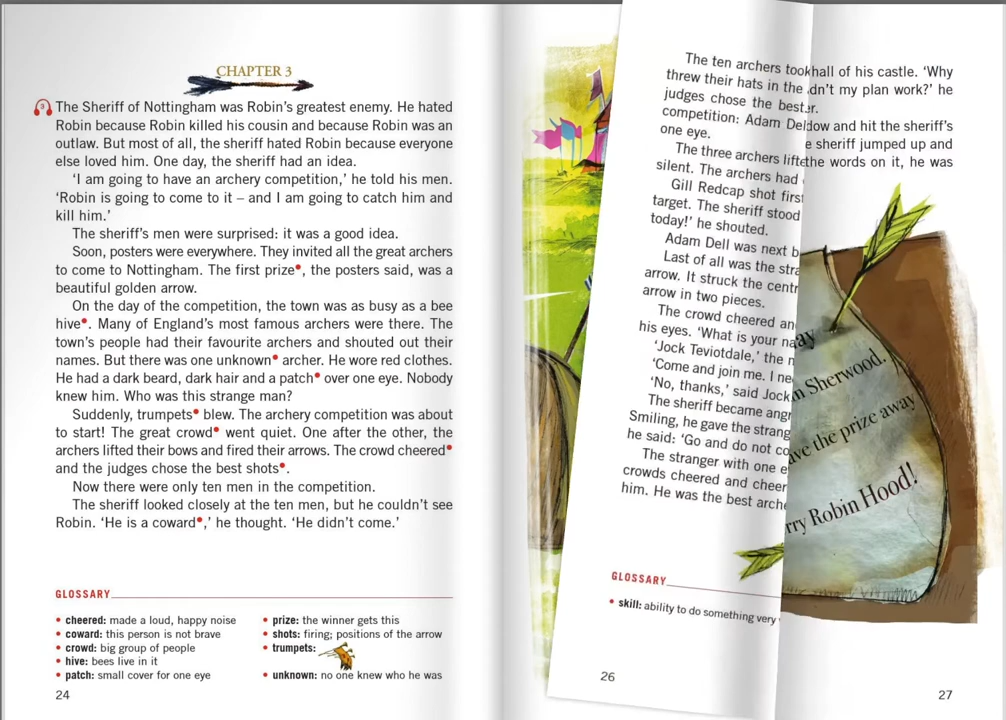 CHAPTER 3
3
The Sheriff of Nottingham was Robin's greatest enemy. He hated
Robin because Robin killed his cousin and because Robin was an
outlaw. But most of all, the sheriff hated Robin because everyone
else loved him. One day, the sheriff had an idea.
'I am going to have an archery competition,' he told his men.
'Robin is going to come to it – and I am going to catch him and
kill him.'
The sheriff's men were surprised: it was a good idea.
Soon, posters were everywhere. They invited all the great archers
to come to Nottingham. The first prize•, the posters said, was a
beautiful golden arrow.
On the day of the competition, the town was as busy as a bee
hive•. Many of England's most famous archers were there. The
town's people had their favourite archers and shouted out their
names. But there was one unknown• archer. He wore red clothes.
He had a dark beard, dark hair and a patch• over one eye. Nobody
knew him. Who was this strange man?
Suddenly, trumpets• blew. The archery competition was about
to start! The great crowd• went quiet. One after the other, the
archers lifted their bows and fired their arrows. The crowd cheered•
and the judges chose the best shots•.
Now there were only ten men in the competition.
The sheriff looked closely at the ten men, but he couldn't see
Robin. 'He is a coward•,' he thought. 'He didn't come.'
GLOSSARY
• cheered: made a loud, happy noise
• coward: this person is not brave
• crowd: big group of people
• hive: bees live in it
• patch: small cover for one eye
• prize: the winner gets this
• shots: firing; positions of the arrow
• trumpets:
• unknown: no one knew who he was
24
The ten archers took
threw their hats in the
judges chose the best
competition: Adam Del
one eye.
The three archers lifte
silent. The archers had
Gill Redcap shot first
target. The sheriff stood
today!' he shouted.
Adam Dell was next b
Last of all was the stra
arrow. It struck the centr
arrow in two pieces.
The crowd cheered an
his eyes. 'What is your na
'Jock Teviotdale,' the n
'Come and join me. I ne
'No, thanks,' said Jock
The sheriff became angr
Smiling, he gave the strang
he said: 'Go and do not co
The stranger with one e
crowds cheered and cheer
him. He was the best arch
GLOSSARY
• skill: ability to do something very
26
hall of his castle. 'Why
dn't my plan work?' he
r.
dow and hit the sheriff's
e sheriff jumped up and
the words on it, he was
ay
in Sherwood.
ave the prize away
rry Robin Hood!
27